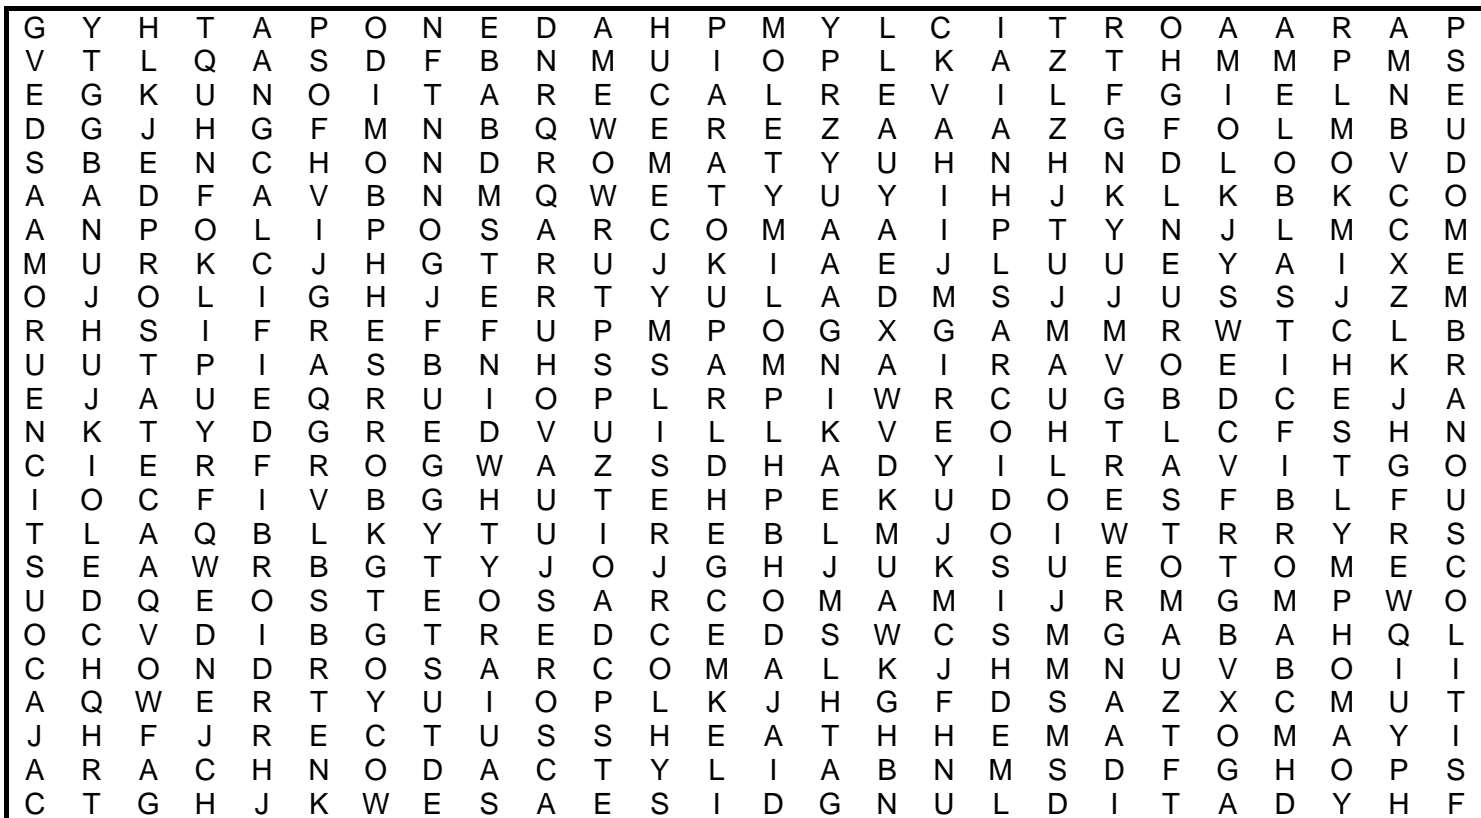 G Y H T A P O N E D A H P M Y L C I T R O A A R A P
V T L Q A S D F B N M U I O P L K A Z T H M M P M S
E G K U N O I T A R E C A L R E V I L F G I E L N E
D G J H G F M N B Q W E R E Z A A A Z G F O L M B U
S B E N C H O N D R O M A T Y U H N H N D L O O V D
A A D F A V B N M Q W E T Y U Y I H J K L K B K C O
A N P O L I P O S A R C O M A A I P T Y N J L M C M
M U R K C J H G T R U J K I A E J L U U E Y A I X E
O J O L I G H J E R T Y U L A D M S J J U S S J Z M
R H S I F R E F F U P M P O G X G A M M R W T C L B
U U T P I A S B N H S S A M N A I R A V O E I H K R
E J A U E Q R U I O P L R P I W R C U G B D C E J A
N K T Y D G R E D V U I L L K V E O H T L C F S H N
C I E R F R O G W A Z S D H A D Y I L R A V I T G O
I O C F I V B G H U T E H P E K U D O E S F B L F U
T L A Q B L K Y T U I R E B L M J O I W T R R Y R S
S E A W R B G T Y J O J G H J U K S U E O T O M E C
U D Q E O S T E O S A R C O M A M I J R M G M P W O
O C V D I B G T R E D C E D S W C S M G A B A H Q L
C H O N D R O S A R C O M A L K J H M N U V B O I I
A Q W E R T Y U I O P L K J H G F D S A Z X C M U T
J H F J R E C T U S S H E A T H H E M A T O M A Y I
A R A C H N O D A C T Y L I A B N M S D F G H O P S
C T G H J K W E S A E S I D G N U L D I T A D Y H F